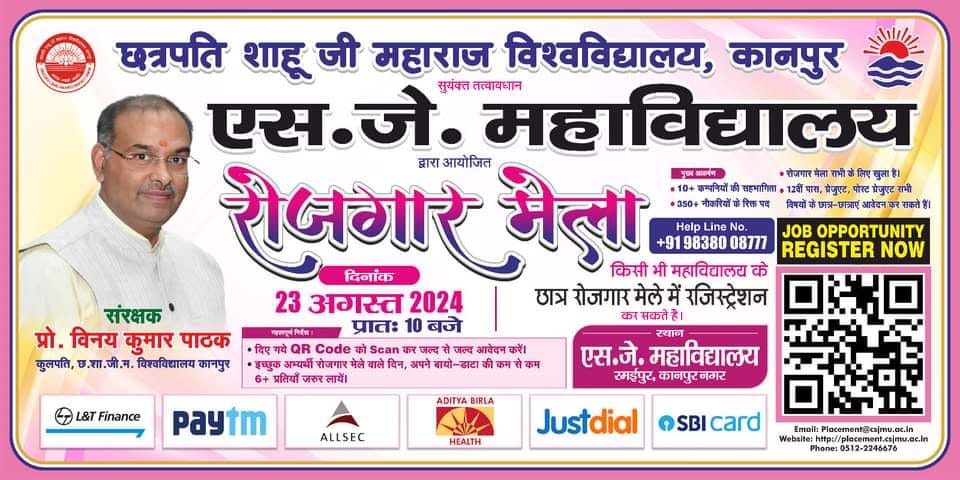 छत्रपति शाहू जी महाराज विश्वविद्यालय, कानपुर
सुयंक्त तत्वावधान
एस.जे. महाविद्यालय
द्वारा आयोजित
रोजगार मेला
मुख्य आकर्षण
• 10+ कम्पनियों की सहभागिता
• 350+ नौकरियों के रिक्त पद
• रोजगार मेला सभी के लिए खुला है।
• 12वीं पास, ग्रेजुएट, पोस्ट ग्रेजुएट सभी
विषयों के छात्र-छात्राएं आवेदन कर सकते हैं।
Help Line No.
+91 98380 08777
JOB OPPORTUNITY
REGISTER NOW
दिनांक
23 अगस्त 2024
प्रातः 10 बजे
किसी भी महाविद्यालय के
छात्र रोजगार मेले में रजिस्ट्रेशन
कर सकते है।
संरक्षक
प्रो. विनय कुमार पाठक
कुलपति, छ.शा.जी.म. विश्वविद्यालय कानपुर
महत्वपूर्ण निर्देश :
• दिए गये QR Code को Scan कर जल्द से जल्द आवेदन करें।
• इच्छुक अभ्यर्थी रोजगार मेले वाले दिन, अपने बायो-डाटा की कम से कम
6+ प्रतियाँ जरुर लायें।
स्थान
एस.जे. महाविद्यालय
रमईपुर, कानपुर नगर
L&T Finance
paytm
ALLSEC
ADITYA BIRLA
HEALTH
Justdial
SBI card
Email: Placement@csjmu.ac.in
Website: http://placement.csjmu.ac.in
Phone: 0512-2246676